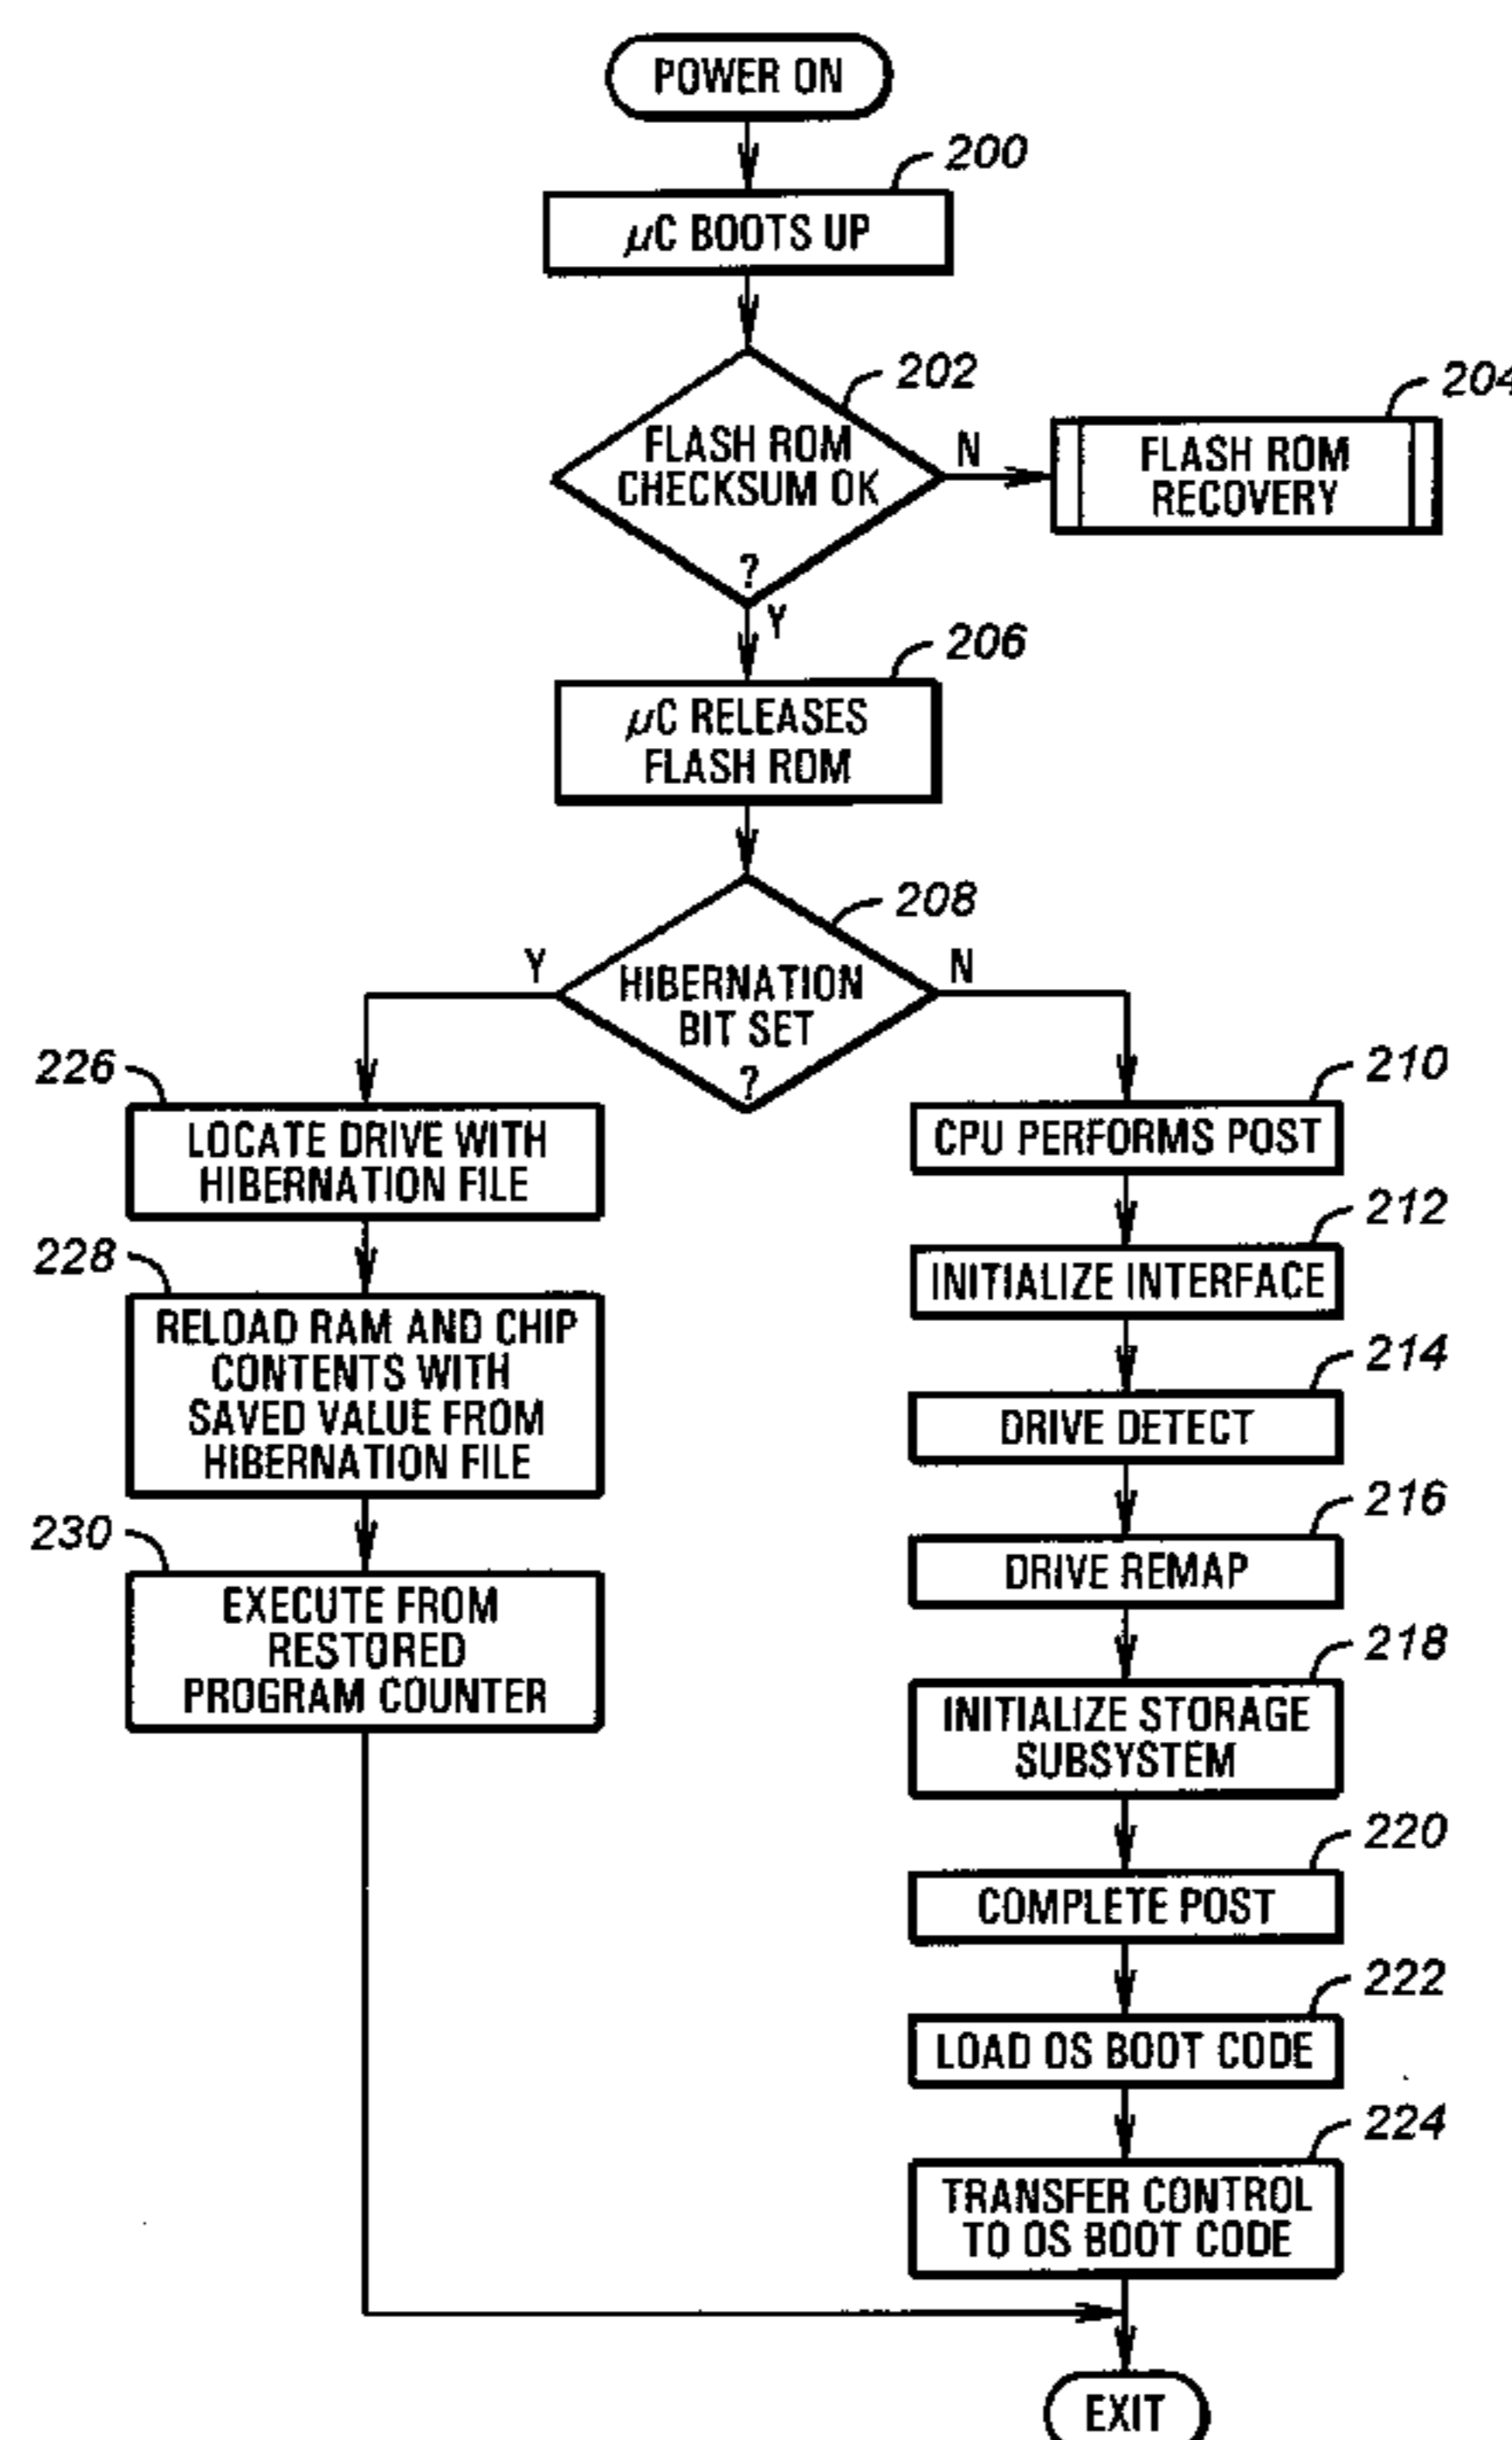 POWER ON
200
µC BOOTS UP
202
FLASH ROM
CHECKSUM OK
?
N
Y
204
FLASH ROM
RECOVERY
206
µC RELEASES
FLASH ROM
208
HIBERNATION
BIT SET
?
Y
N
226
LOCATE DRIVE WITH
HIBERNATION FILE
228
RELOAD RAM AND CHIP
CONTENTS WITH
SAVED VALUE FROM
HIBERNATION FILE
230
EXECUTE FROM
RESTORED
PROGRAM COUNTER
210
CPU PERFORMS POST
212
INITIALIZE INTERFACE
214
DRIVE DETECT
216
DRIVE REMAP
218
INITIALIZE STORAGE
SUBSYSTEM
220
COMPLETE POST
222
LOAD OS BOOT CODE
224
TRANSFER CONTROL
TO OS BOOT CODE
EXIT